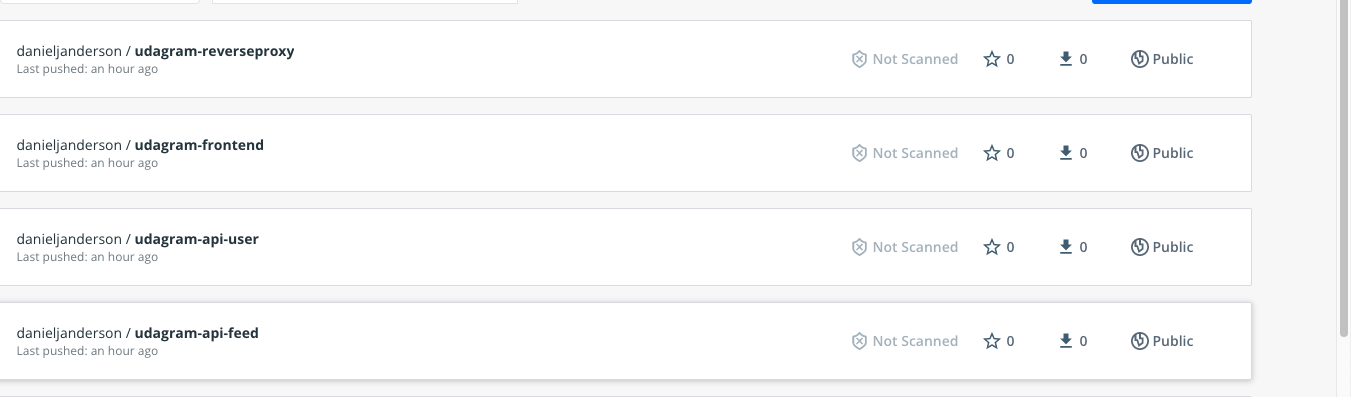 danieljanderson / udagram-reverseproxy
Last pushed: an hour ago
Not Scanned 0 0 Public
danieljanderson / udagram-frontend
Last pushed: an hour ago
Not Scanned 0 0 Public
danieljanderson / udagram-api-user
Last pushed: an hour ago
Not Scanned 0 0 Public
danieljanderson / udagram-api-feed
Last pushed: an hour ago
Not Scanned 0 0 Public